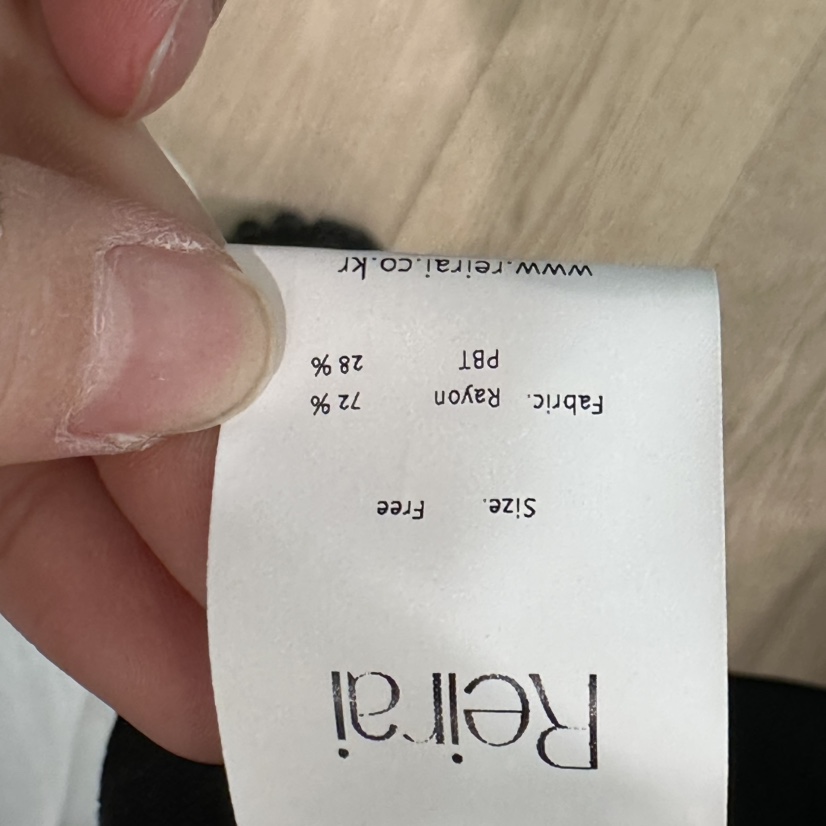 Reirai
Size. Free
Fabric. Rayon 72%
PBT 28%
www.reirai.co.kr